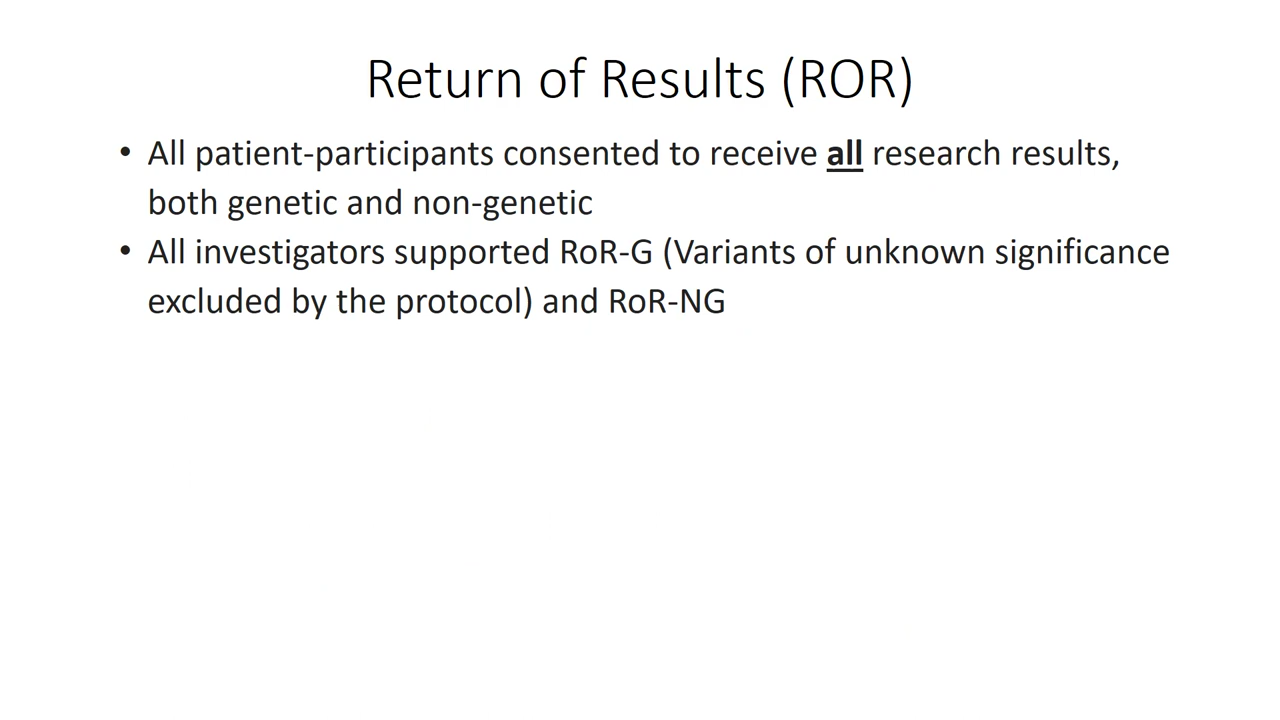 Return of Results (ROR)
• All patient-participants consented to receive all research results,
both genetic and non-genetic
• All investigators supported RoR-G (Variants of unknown significance
excluded by the protocol) and RoR-NG